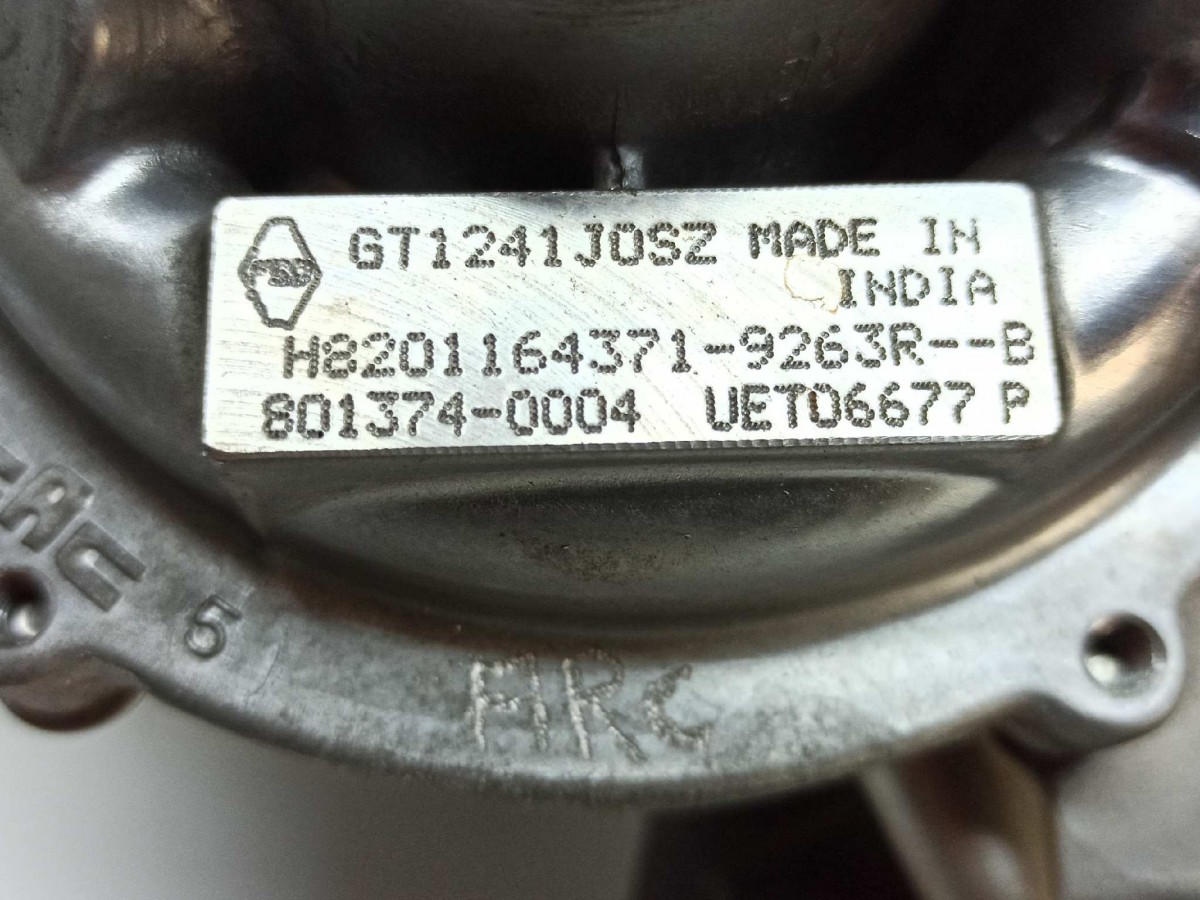 GT1241JOSZ MADE IN
INDIA
H8201164371-9263R--B
801374-0004 UET06677 P
5